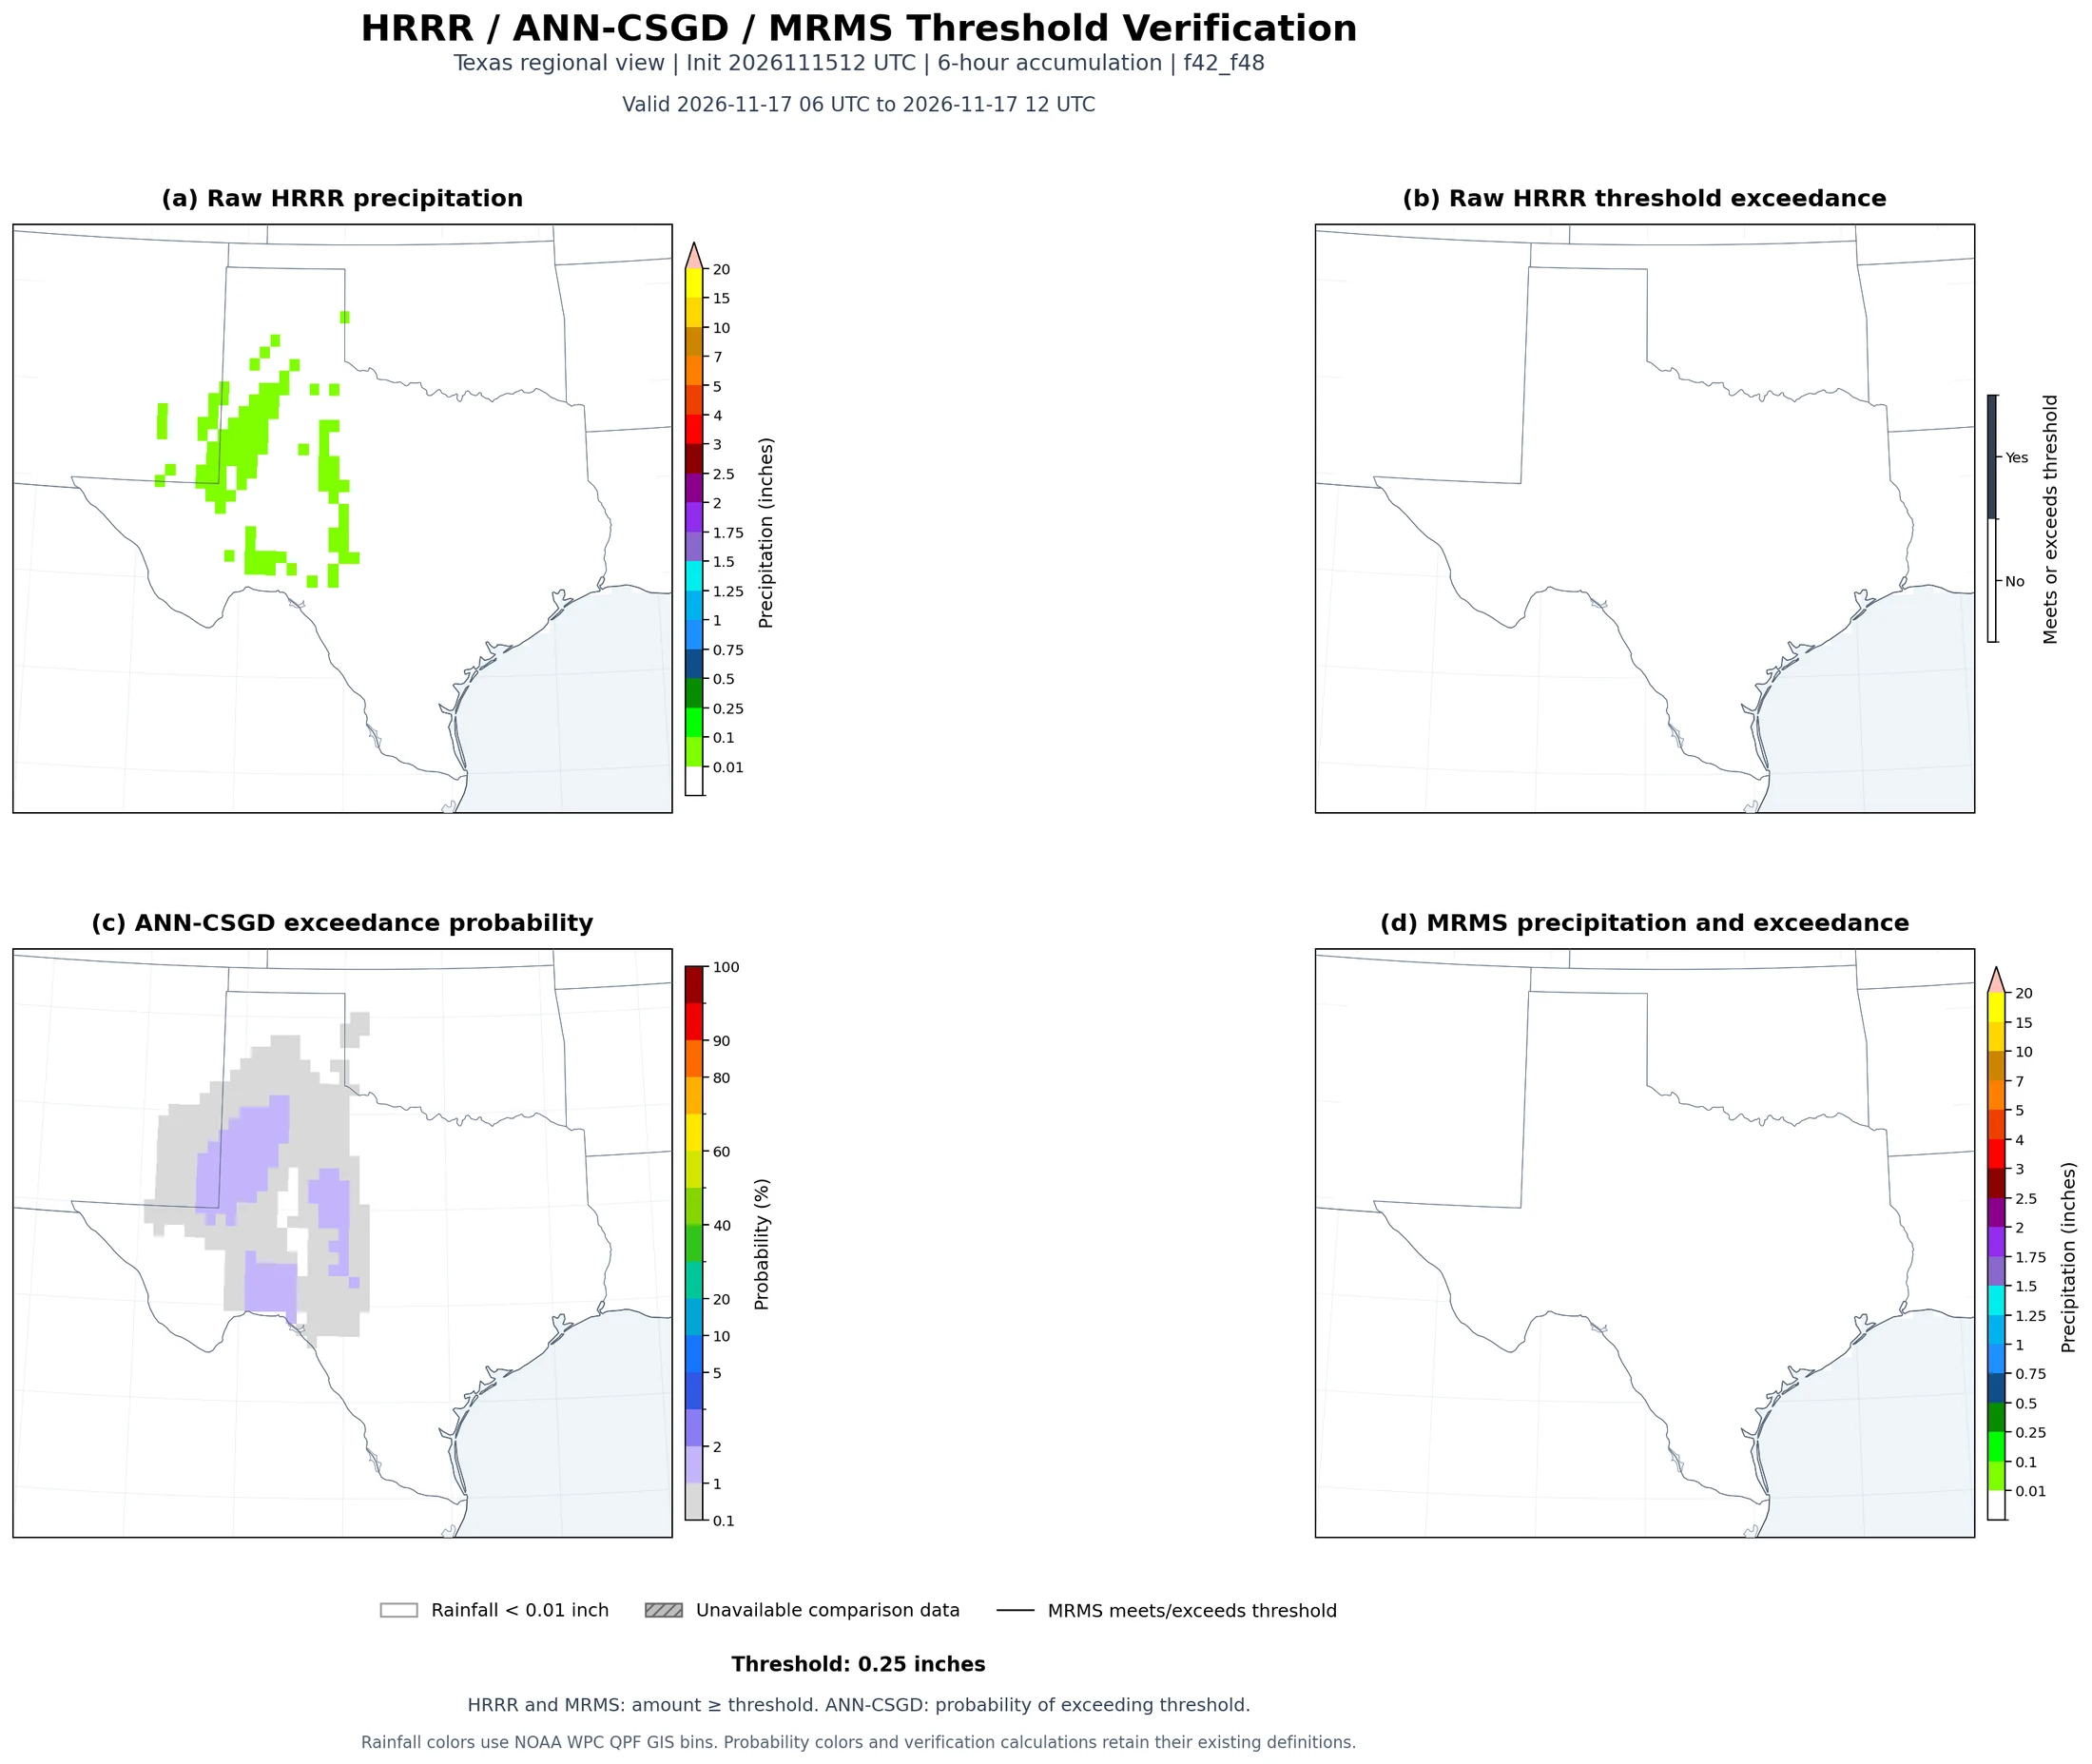 HRRR / ANN-CSGD / MRMS Threshold Verification
Texas regional view | Init 2026111512 UTC | 6-hour accumulation | f42_f48
Valid 2026-11-17 06 UTC to 2026-11-17 12 UTC
(a) Raw HRRR precipitation
20
15
10
7
5
4
3
2.5
2
1.75
1.5
1.25
1
0.75
0.5
0.25
0.1
0.01
Precipitation (inches)
(b) Raw HRRR threshold exceedance
Yes
No
Meets or exceeds threshold
(c) ANN-CSGD exceedance probability
100
90
80
60
40
20
10
5
2
1
0.1
Probability (%)
(d) MRMS precipitation and exceedance
20
15
10
7
5
4
3
2.5
2
1.75
1.5
1.25
1
0.75
0.5
0.25
0.1
0.01
Precipitation (inches)
Rainfall < 0.01 inch
Unavailable comparison data
MRMS meets/exceeds threshold
Threshold: 0.25 inches
HRRR and MRMS: amount ≥ threshold. ANN-CSGD: probability of exceeding threshold.
Rainfall colors use NOAA WPC QPF GIS bins. Probability colors and verification calculations retain their existing definitions.